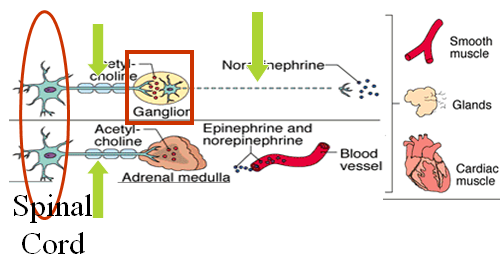 Acetyl-
choline
Ganglion
Norepinephrine
Smooth
muscle
Glands
Cardiac
muscle
Acetyl-
choline
Adrenal medulla
Epinephrine and
norepinephrine
Blood
vessel
Spinal
Cord